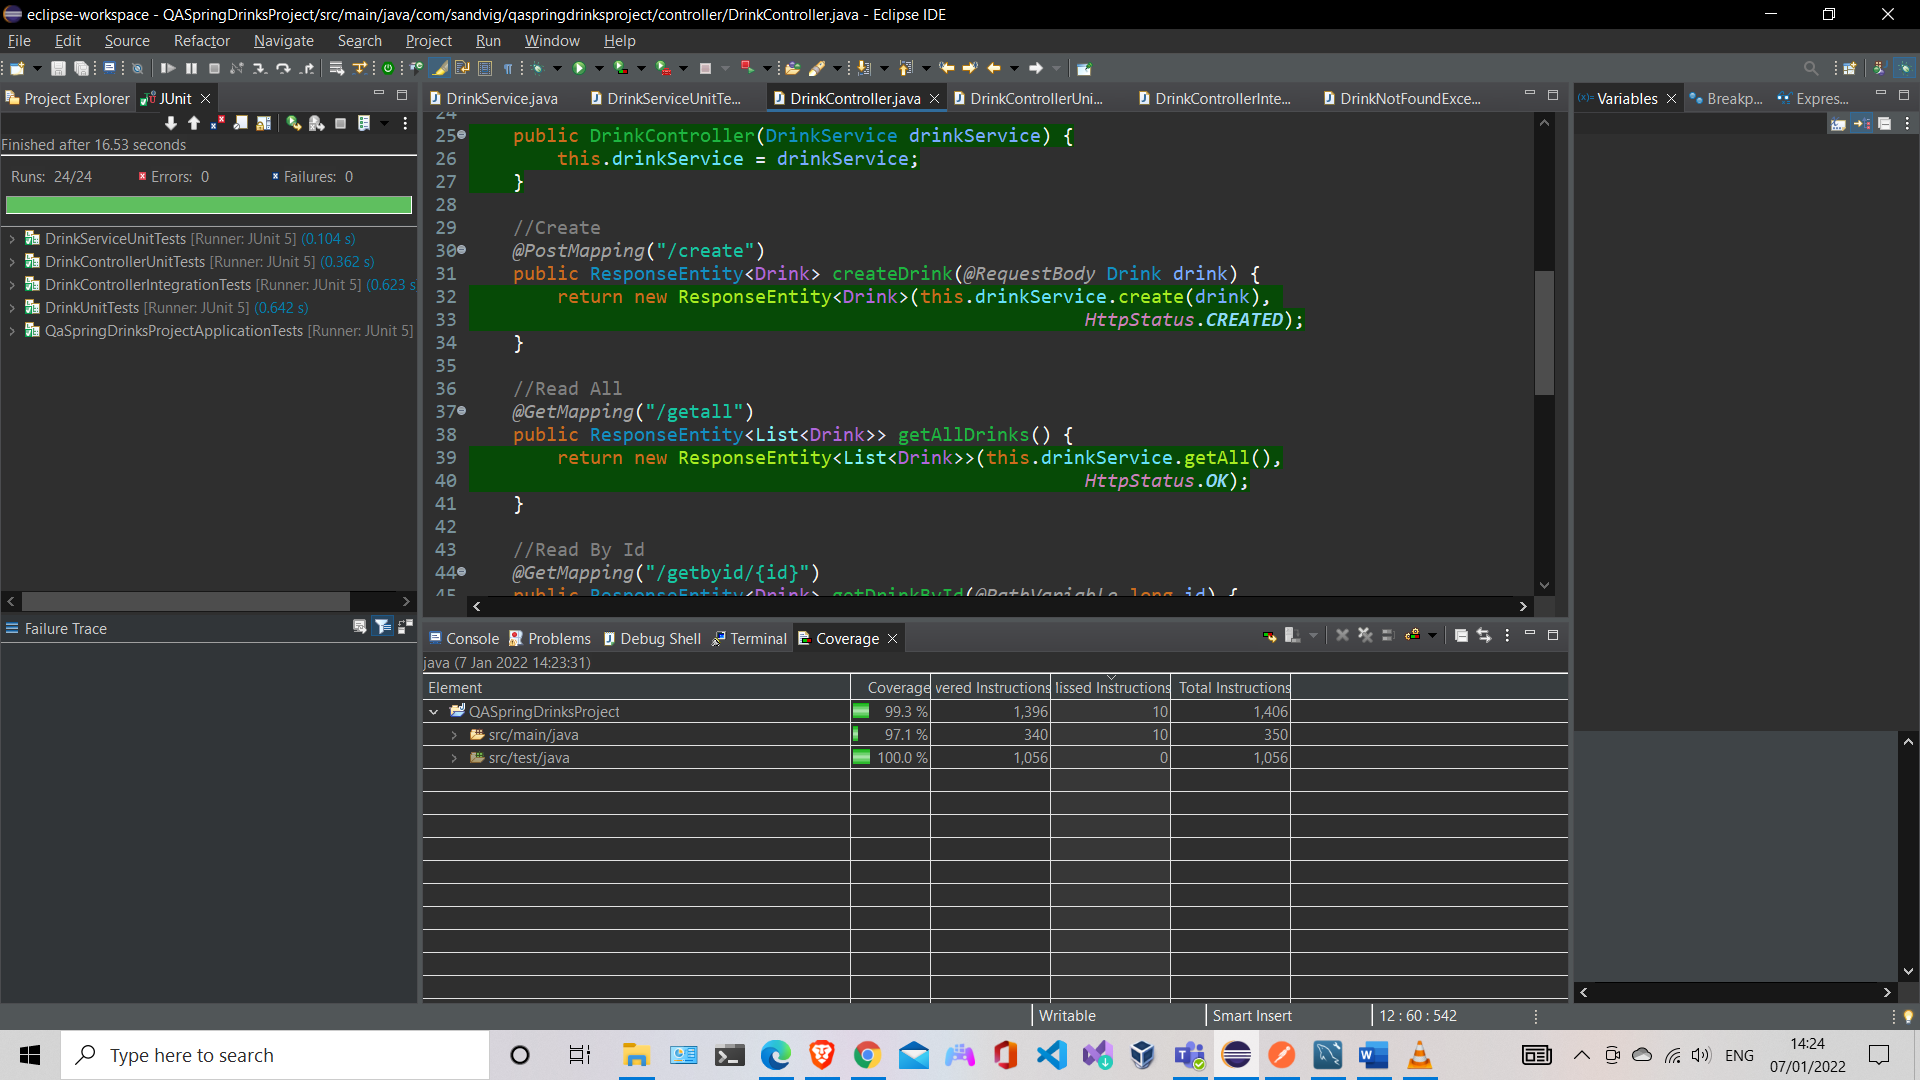 eclipse-workspace - QASpringDrinksProject/src/main/java/com/sandvig/qaspringdrinksproject/controller/DrinkController.java - Eclipse IDE
File Edit Source Refactor Navigate Search Project Run Window Help
Project Explorer JUnit
Finished after 16.53 seconds
Runs: 24/24 Errors: 0 Failures: 0
DrinkServiceUnitTests [Runner: JUnit 5] (0.104 s)
DrinkControllerUnitTests [Runner: JUnit 5] (0.362 s)
DrinkControllerIntegrationTests [Runner: JUnit 5] (0.623 s
DrinkUnitTests [Runner: JUnit 5] (0.642 s)
QaSpringDrinksProjectApplicationTests [Runner: JUnit 5]
Failure Trace
DrinkService.java DrinkServiceUnitTe... DrinkController.java DrinkControllerUni... DrinkControllerInte... DrinkNotFoundExce...
24
25 public DrinkController(DrinkService drinkService) {
26 this.drinkService = drinkService;
27 }
28
29 //Create
30 @PostMapping("/create")
31 public ResponseEntity<Drink> createDrink(@RequestBody Drink drink) {
32 return new ResponseEntity<Drink>(this.drinkService.create(drink),
33 HttpStatus.CREATED);
34 }
35
36 //Read All
37 @GetMapping("/getall")
38 public ResponseEntity<List<Drink>> getAllDrinks() {
39 return new ResponseEntity<List<Drink>>(this.drinkService.getAll(),
40 HttpStatus.OK);
41 }
42
43 //Read By Id
44 @GetMapping("/getbyid/{id}")
45 public ResponseEntity<Drink> getDrinkById(@PathVariable long id) {
Console Problems Debug Shell Terminal Coverage
java (7 Jan 2022 14:23:31)
Element Coverage vered Instructions lissed Instructions Total Instructions
QASpringDrinksProject 99.3 % 1,396 10 1,406
src/main/java 97.1 % 340 10 350
src/test/java 100.0 % 1,056 0 1,056
Variables Breakp... Expres...
Writable Smart Insert 12 : 60 : 542
Type here to search
ENG
14:24
07/01/2022